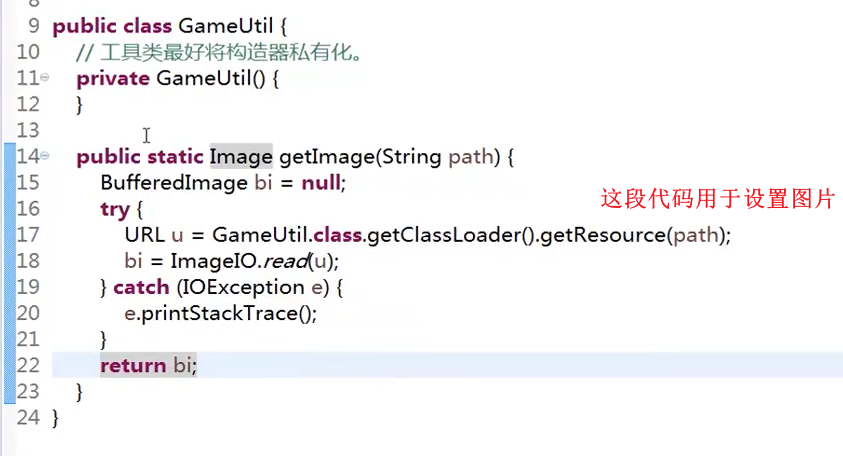 8
9 public class GameUtil {
10 // 工具类最好将构造器私有化。
11 private GameUtil() {
12 }
13
14 public static Image getImage(String path) {
15 BufferedImage bi = null;
16 try {
这段代码用于设置图片
17 URL u = GameUtil.class.getClassLoader().getResource(path);
18 bi = ImageIO.read(u);
19 } catch (IOException e) {
20 e.printStackTrace();
21 }
22 return bi;
23 }
24 }